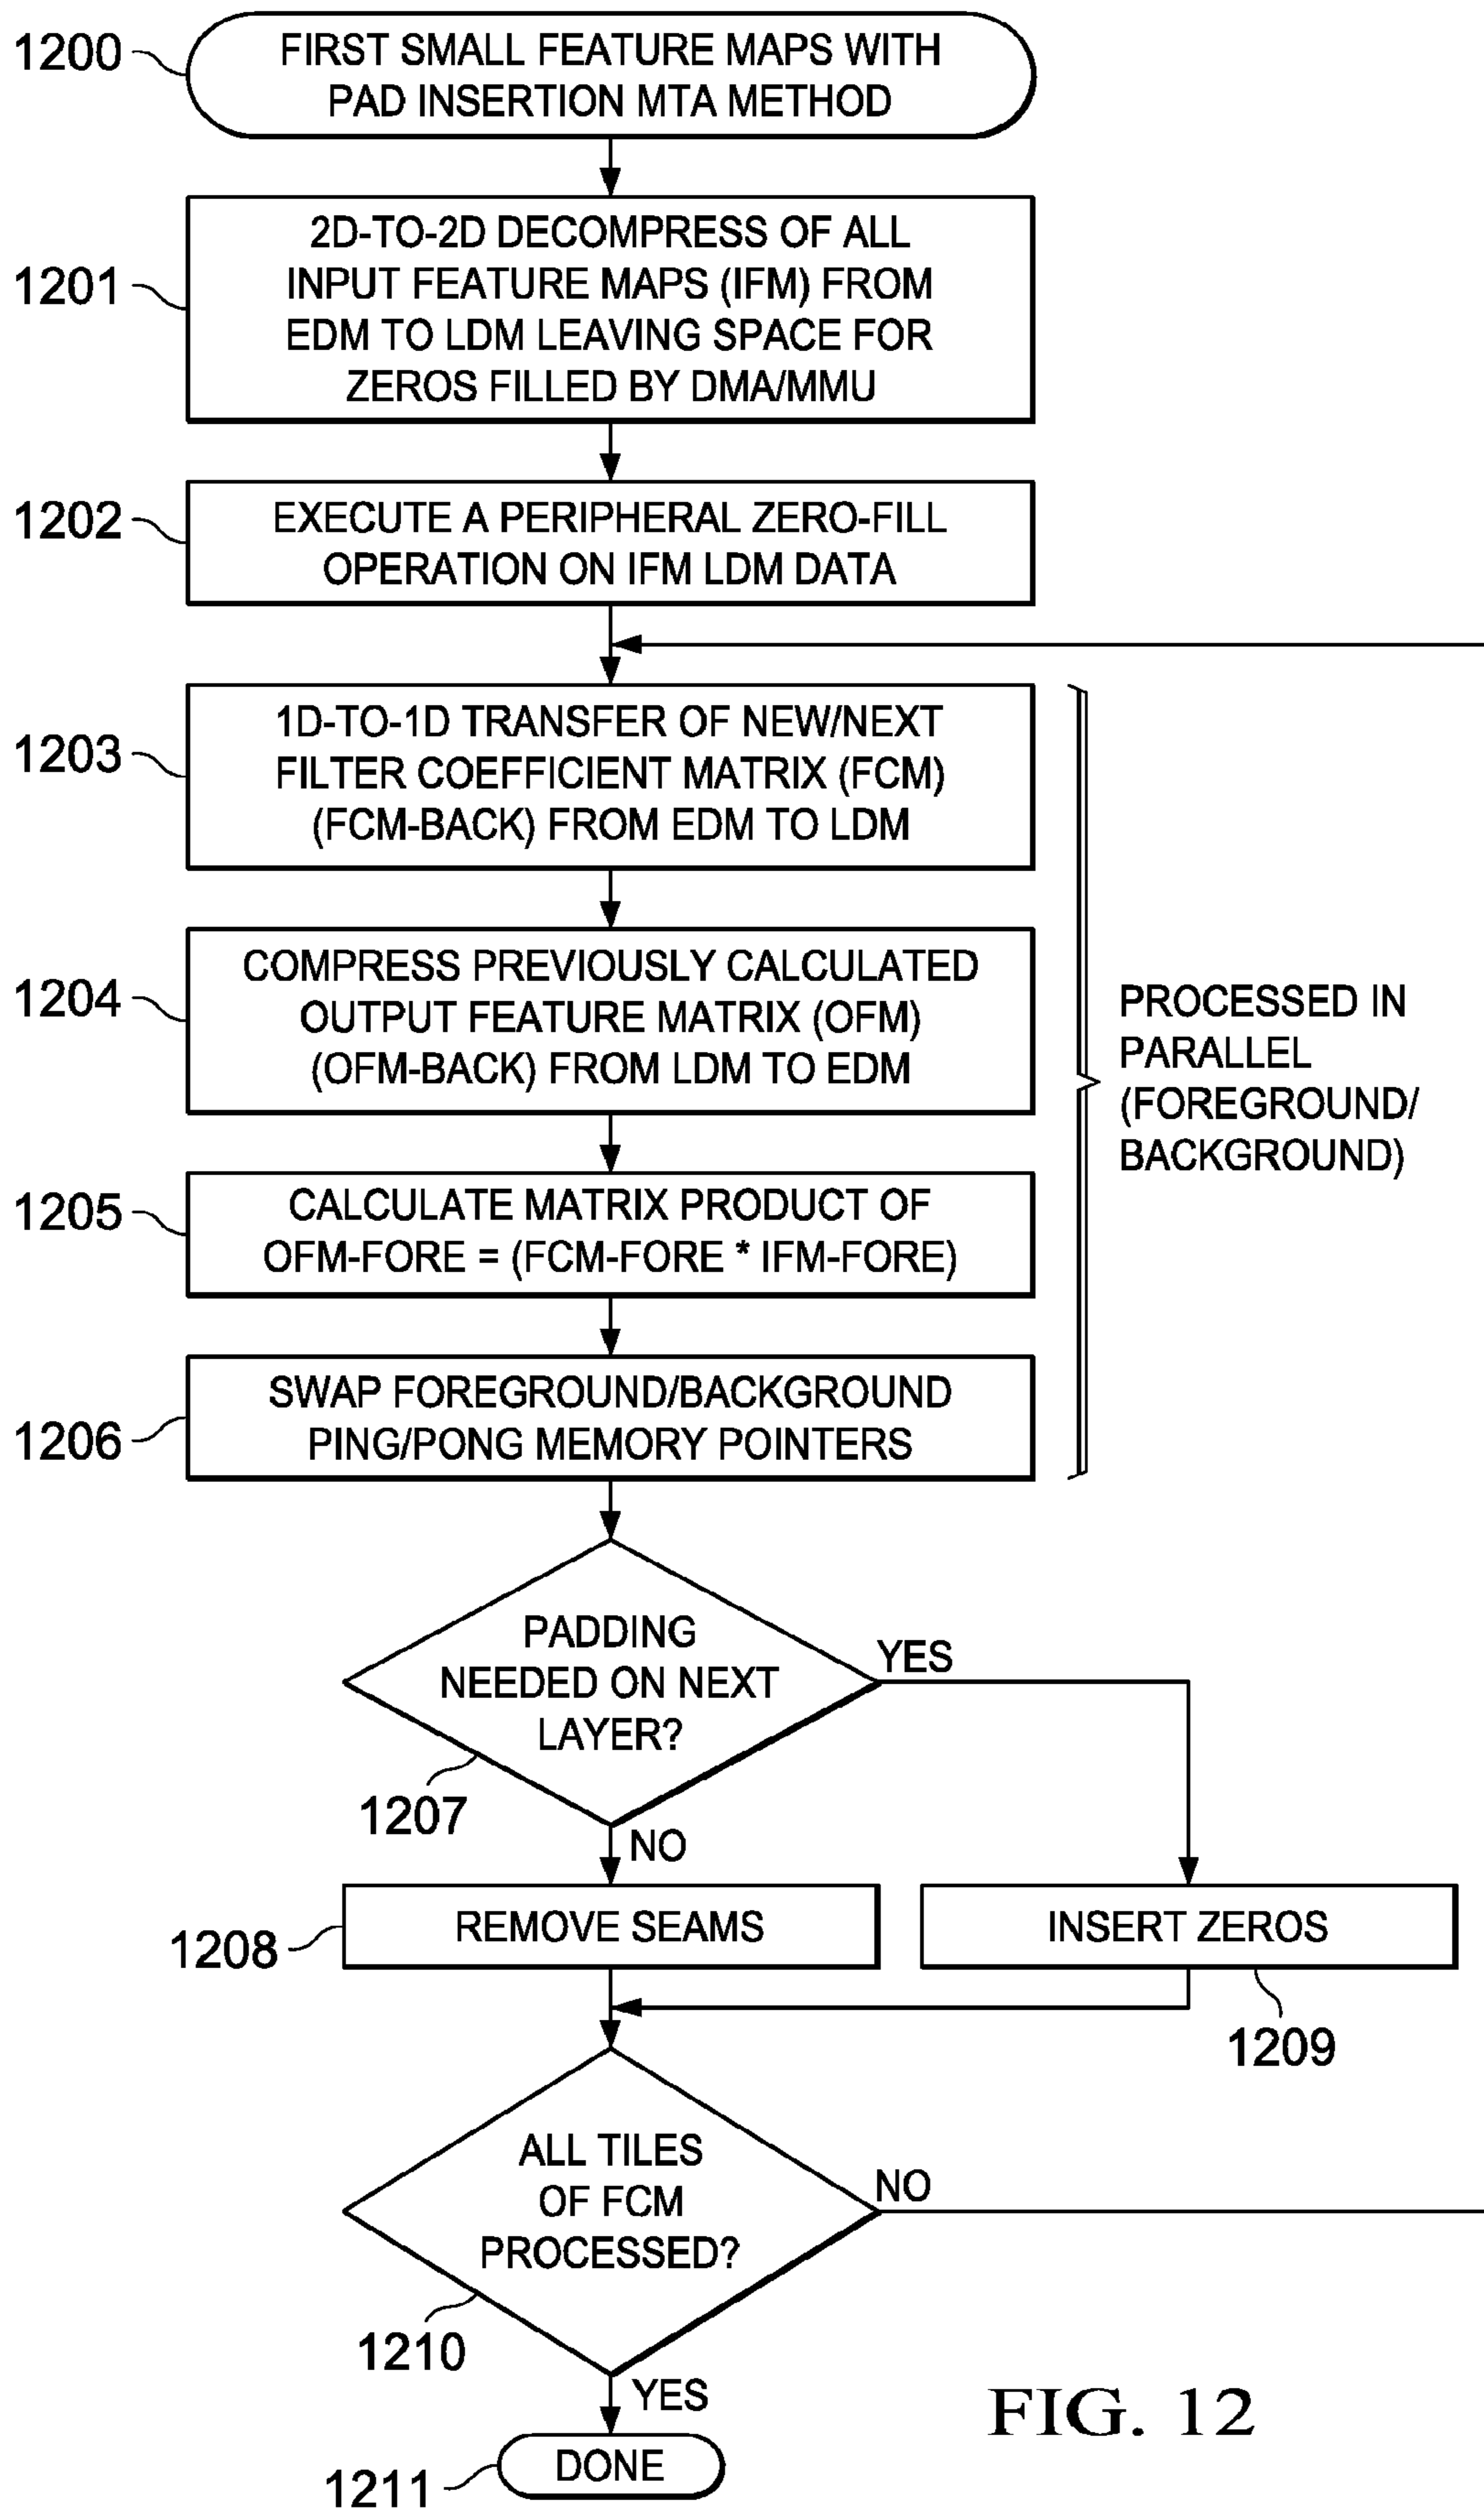 1200
FIRST SMALL FEATURE MAPS WITH
PAD INSERTION MTA METHOD
1201
2D-TO-2D DECOMPRESS OF ALL
INPUT FEATURE MAPS (IFM) FROM
EDM TO LDM LEAVING SPACE FOR
ZEROS FILLED BY DMA/MMU
1202
EXECUTE A PERIPHERAL ZERO-FILL
OPERATION ON IFM LDM DATA
1203
1D-TO-1D TRANSFER OF NEW/NEXT
FILTER COEFFICIENT MATRIX (FCM)
(FCM-BACK) FROM EDM TO LDM
1204
COMPRESS PREVIOUSLY CALCULATED
OUTPUT FEATURE MATRIX (OFM)
(OFM-BACK) FROM LDM TO EDM
PROCESSED IN
PARALLEL
(FOREGROUND/
BACKGROUND)
1205
CALCULATE MATRIX PRODUCT OF
OFM-FORE = (FCM-FORE * IFM-FORE)
1206
SWAP FOREGROUND/BACKGROUND
PING/PONG MEMORY POINTERS
PADDING
NEEDED ON NEXT
LAYER?
YES
1207
NO
1208
REMOVE SEAMS
INSERT ZEROS
1209
ALL TILES
OF FCM
PROCESSED?
NO
1210
YES
1211
DONE
FIG. 12